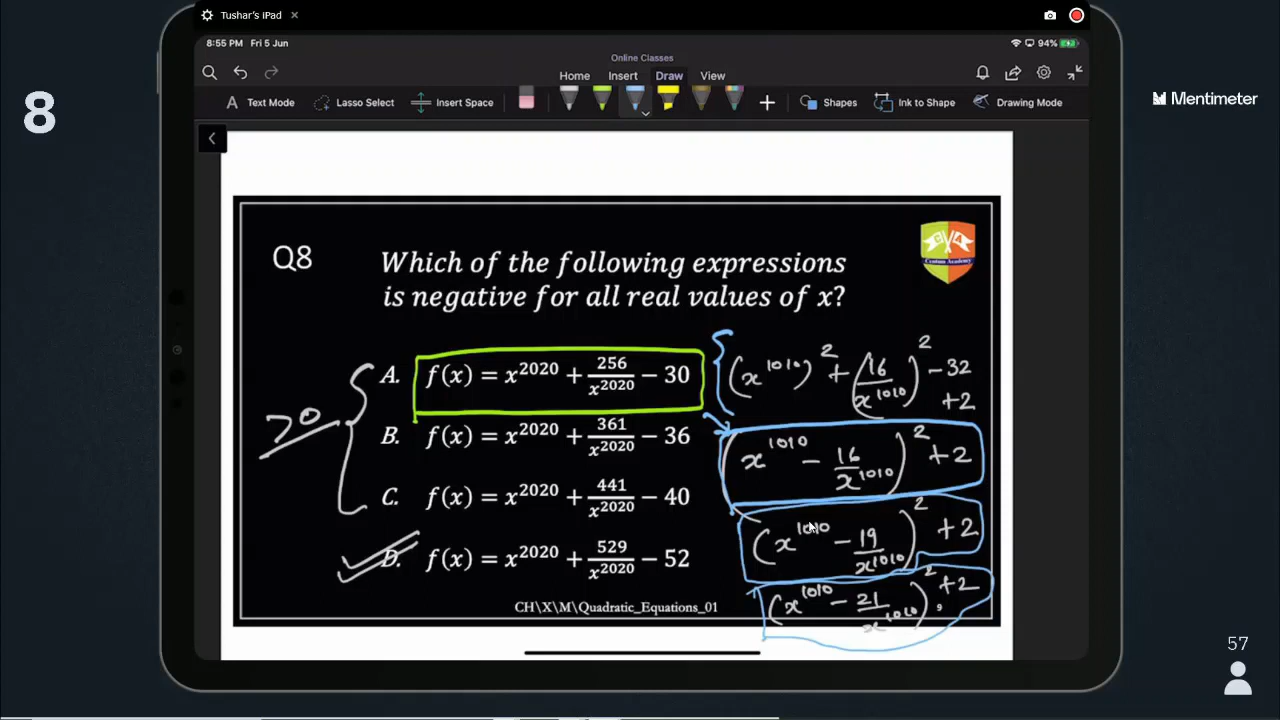 Tushar's iPad ×
8:55 PM Fri 5 Jun
94%
8
Mentimeter
Online Classes
Home Insert Draw View
Text Mode Lasso Select Insert Space + Shapes Ink to Shape Drawing Mode
Q8
Which of the following expressions
is negative for all real values of x?
Centum Academy
A. f(x) = x^2020 + 256/x^2020 − 30
B. f(x) = x^2020 + 361/x^2020 − 36
C. f(x) = x^2020 + 441/x^2020 − 40
D. f(x) = x^2020 + 529/x^2020 − 52
>0
(x^1010)^2 + (16/x^1010)^2 − 32
+2
(x^1010 − 16/x^1010)^2 + 2
(x^1010 − 19/x^1010)^2 + 2
(x^1010 − 21/x^1010)^2 + 2
CH\X\M\Quadratic_Equations_01
57